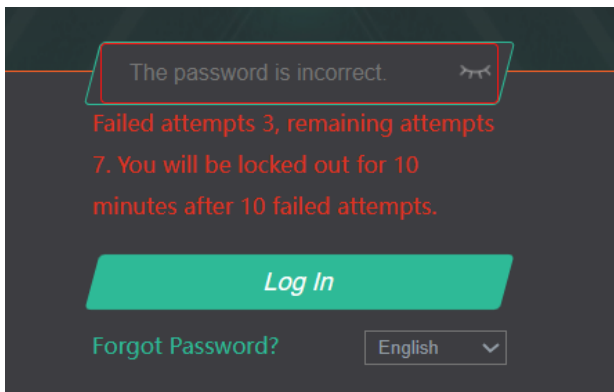 The password is incorrect.
Failed attempts 3, remaining attempts
7. You will be locked out for 10
minutes after 10 failed attempts.
Log In
Forgot Password?
English